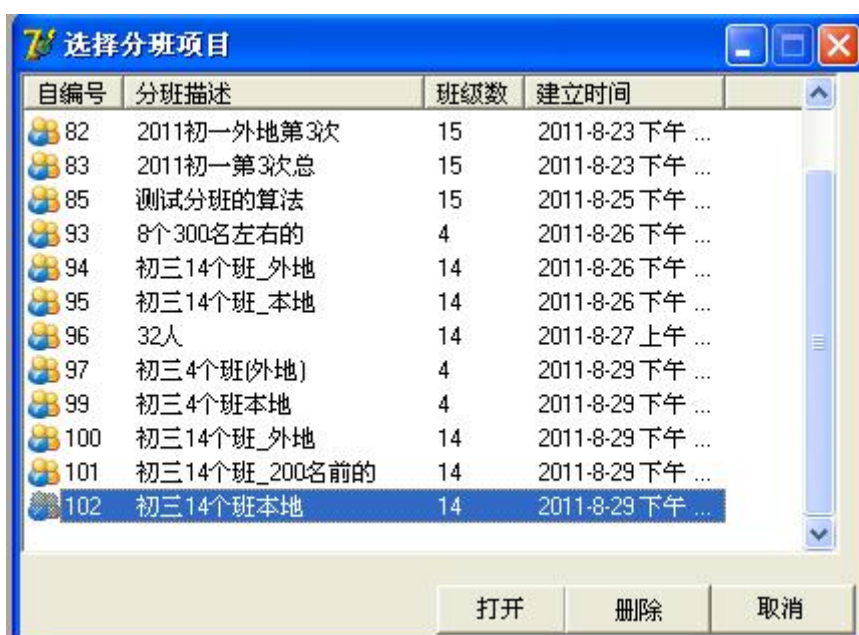 选择分班项目
自编号 分班描述 班级数 建立时间
82 2011初一外地第3次 15 2011-8-23 下午 ...
83 2011初一第3次总 15 2011-8-23 下午 ...
85 测试分班的算法 15 2011-8-25 下午 ...
93 8个300名左右的 4 2011-8-26 下午 ...
94 初三14个班_外地 14 2011-8-26 下午 ...
95 初三14个班_本地 14 2011-8-26 下午 ...
96 32人 14 2011-8-27 上午 ...
97 初三4个班(外地) 4 2011-8-29 下午 ...
99 初三4个班本地 4 2011-8-29 下午 ...
100 初三14个班_外地 14 2011-8-29 下午 ...
101 初三14个班_200名前的 14 2011-8-29 下午 ...
102 初三14个班本地 14 2011-8-29 下午 ...
打开 删除 取消